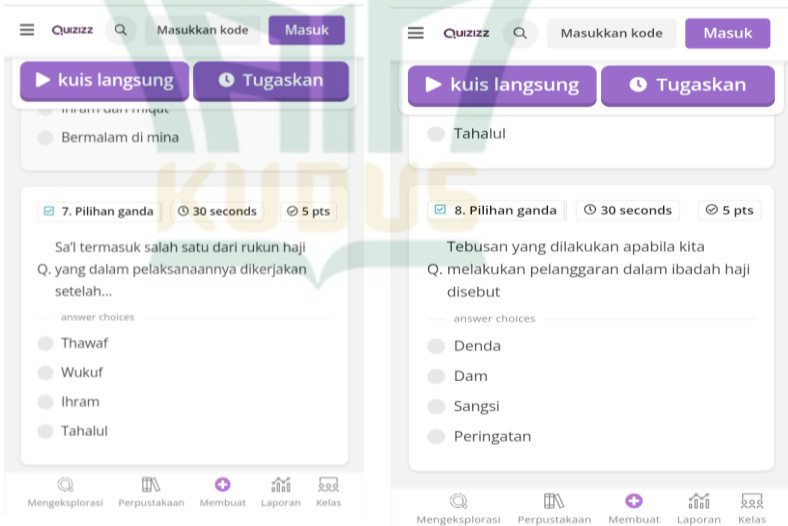 QUIZIZZ Masukkan kode Masuk
kuis langsung Tugaskan
Ihram dari miqat
Bermalam di mina
7. Pilihan ganda 30 seconds 5 pts
Sa'I termasuk salah satu dari rukun haji
Q. yang dalam pelaksanaannya dikerjakan
setelah...
answer choices
Thawaf
Wukuf
Ihram
Tahalul
Mengeksplorasi Perpustakaan Membuat Laporan Kelas
QUIZIZZ Masukkan kode Masuk
kuis langsung Tugaskan
Tahalul
8. Pilihan ganda 30 seconds 5 pts
Tebusan yang dilakukan apabila kita
Q. melakukan pelanggaran dalam ibadah haji
disebut
answer choices
Denda
Dam
Sangsi
Peringatan
Mengeksplorasi Perpustakaan Membuat Laporan Kelas
KUDUS